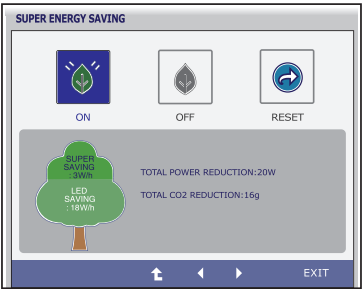 SUPER ENERGY SAVING
ON
OFF
RESET
SUPER
SAVING
: 3W/h
LED
SAVING
: 18W/h
TOTAL POWER REDUCTION:20W
TOTAL CO2 REDUCTION:16g
EXIT